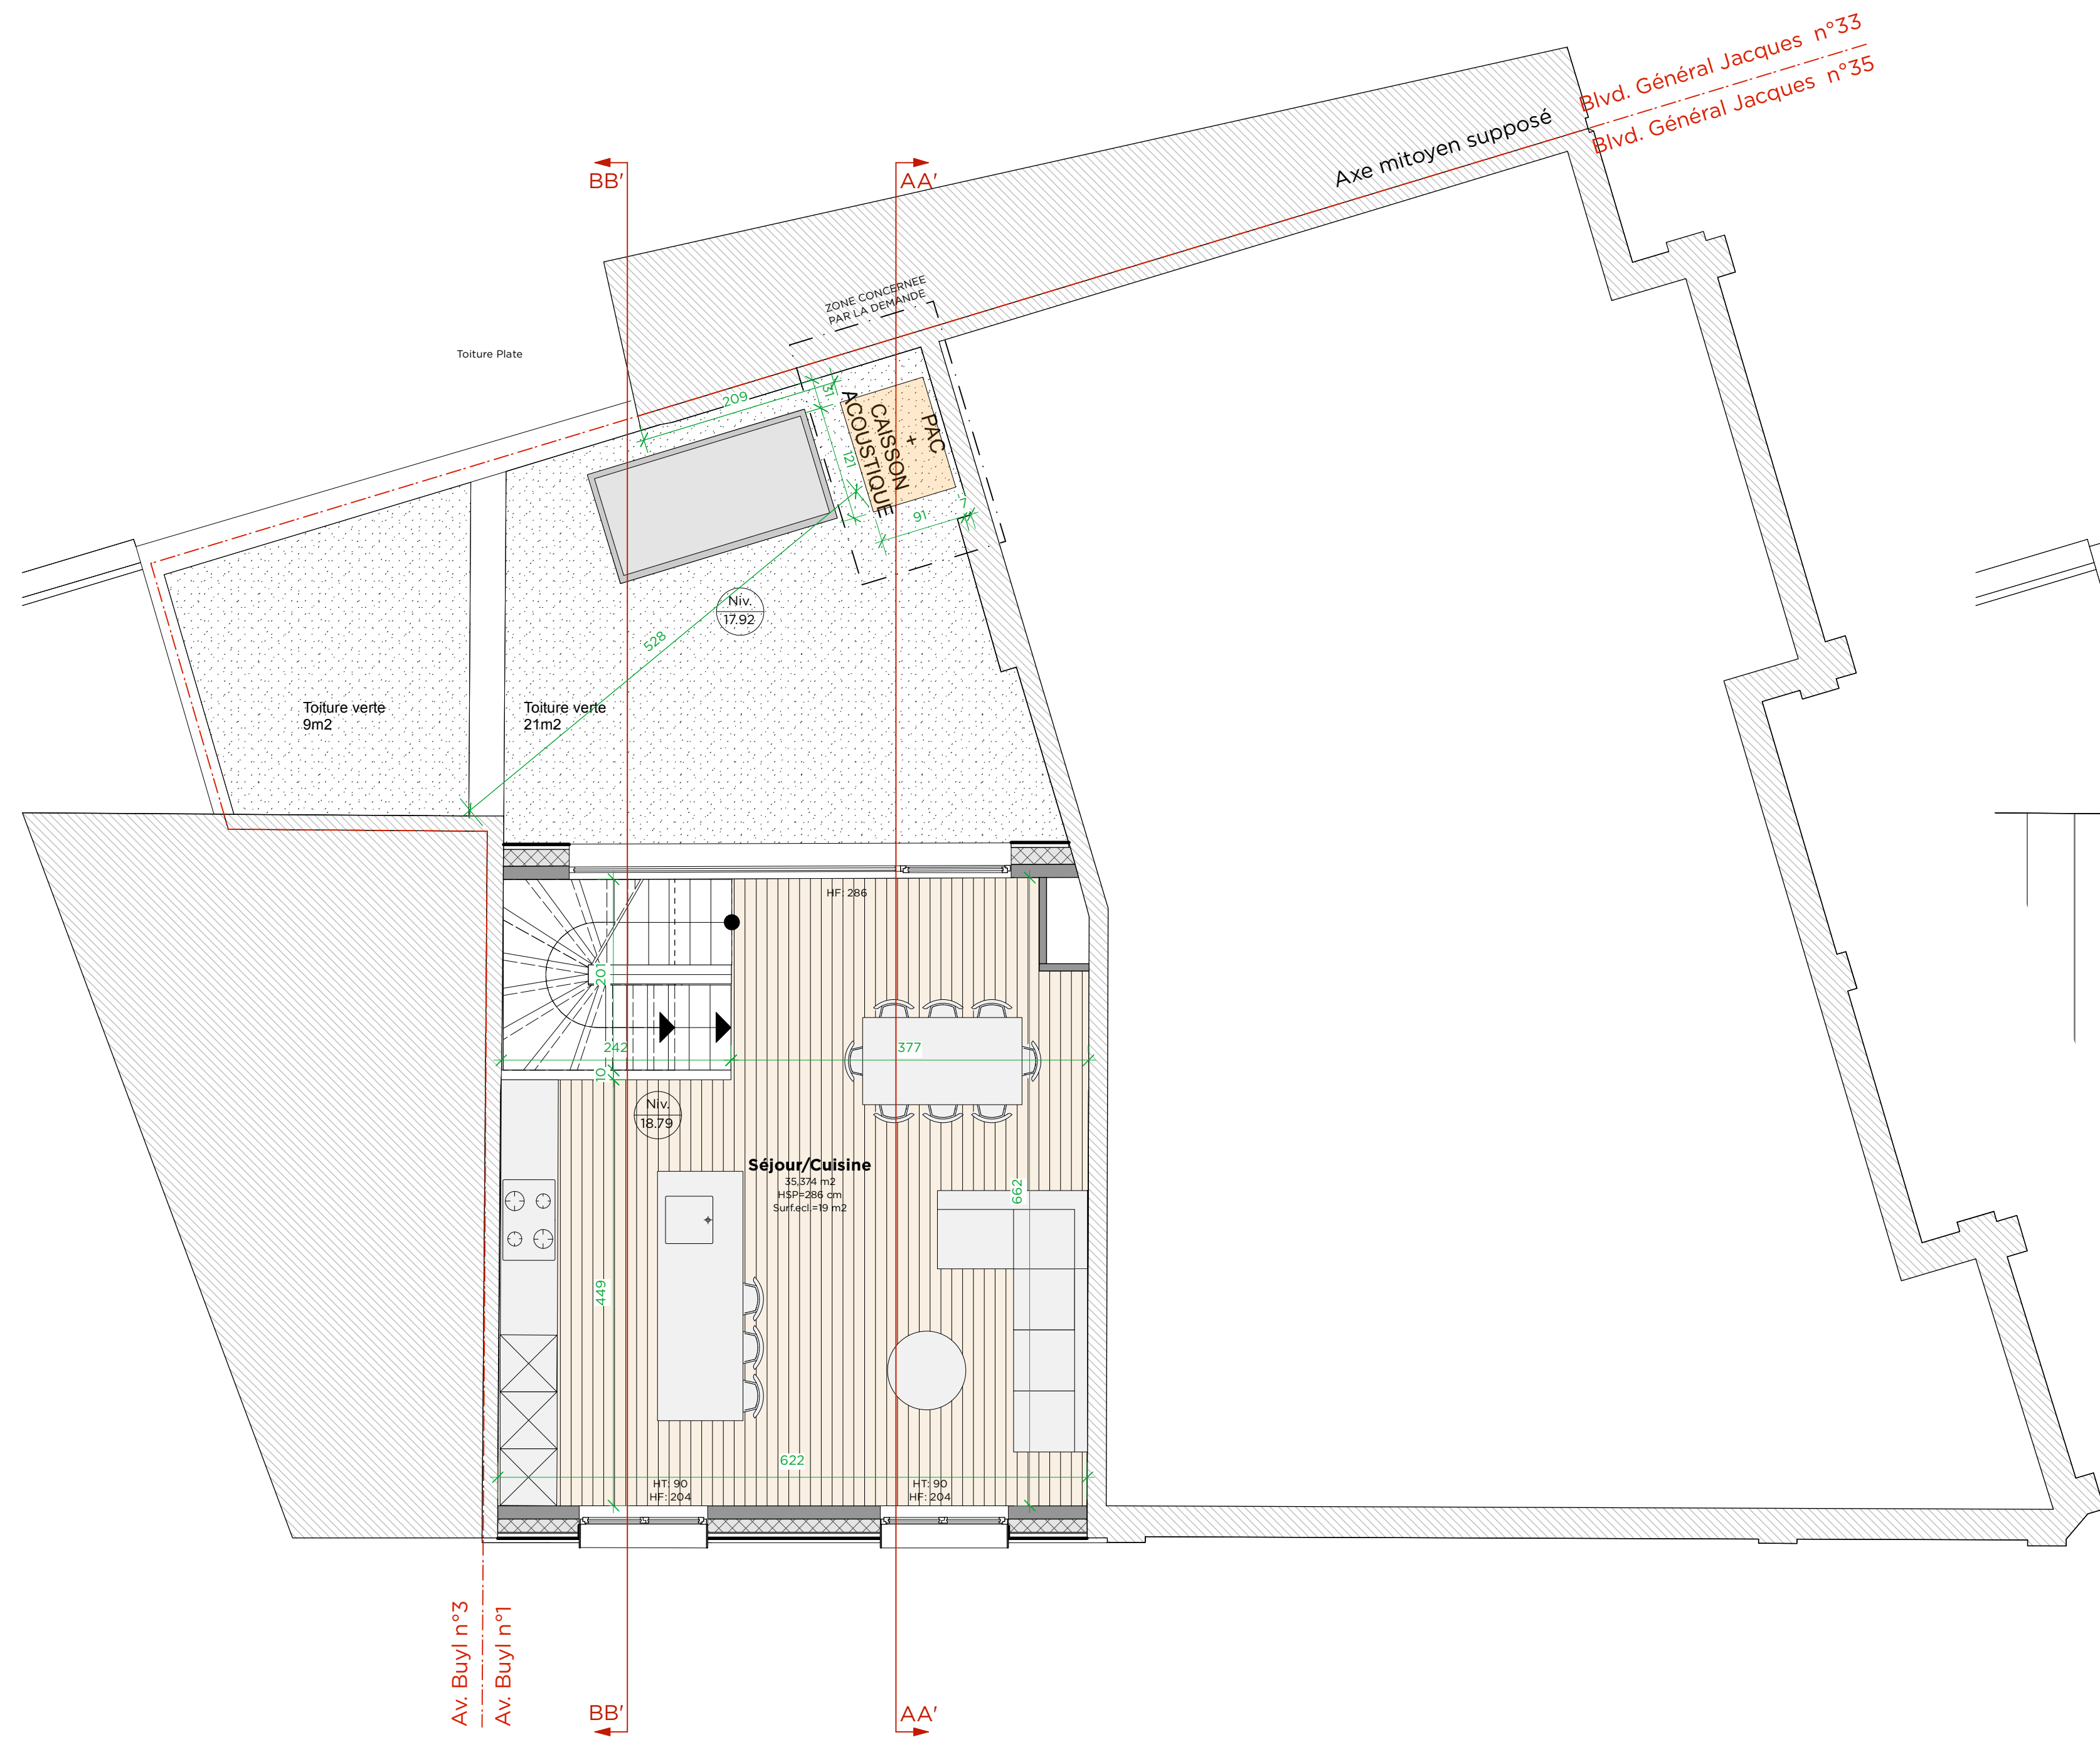 Blvd. Général Jacques n°33
Blvd. Général Jacques n°35
Axe mitoyen supposé
BB'
AA'
ZONE CONCERNEE
PAR LA DEMANDE
Toiture Plate
209
31
PAC
+
CAISSON
ACOUSTIQUE
121
7
91
Niv.
17.92
528
Toiture verte
9m2
Toiture verte
21m2
HF: 286
201
242
377
10
Niv.
18.79
Séjour/Cuisine
35,374 m2
HSP=286 cm
Surf.ecl.=19 m2
662
449
622
HT: 90
HF: 204
HT: 90
HF: 204
Av. Buyl n°3
Av. Buyl n°1
BB'
AA'